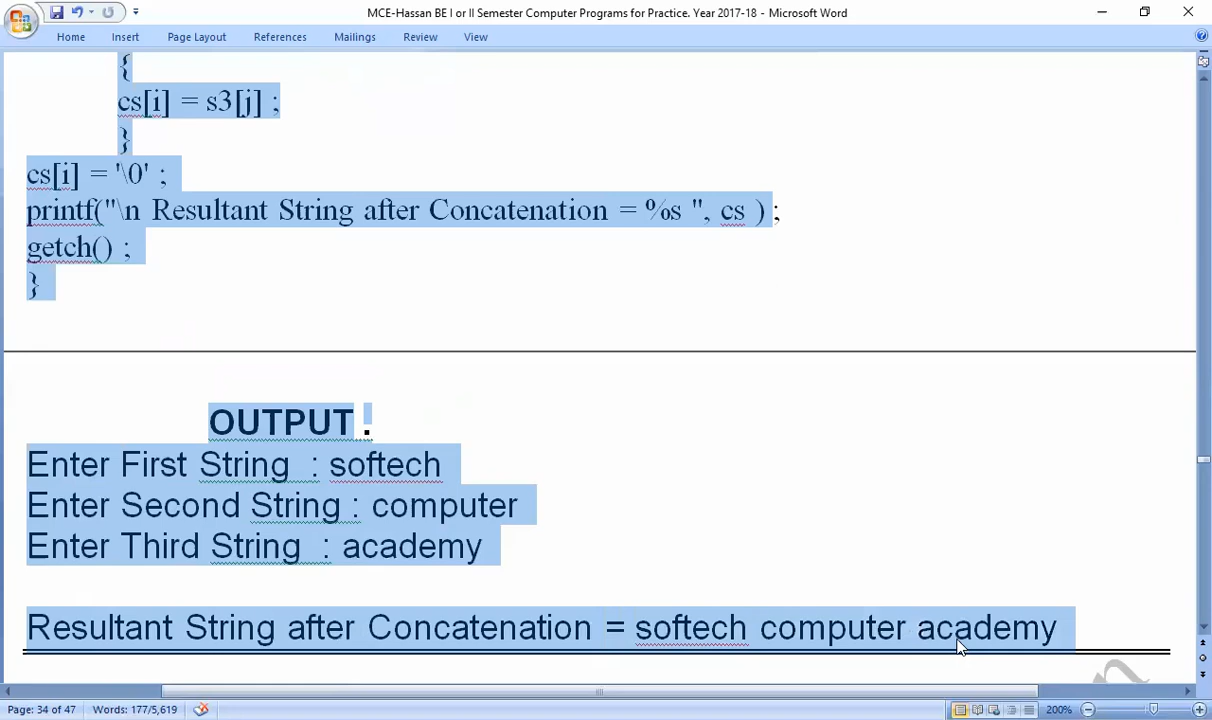 MCE-Hassan BE I or II Semester Computer Programs for Practice. Year 2017-18 - Microsoft Word
Home Insert Page Layout References Mailings Review View
{
cs[i] = s3[j] ;
}
cs[i] = '\0' ;
printf("\n Resultant String after Concatenation = %s ", cs ) ;
getch() ;
}
OUTPUT :
Enter First String : softech
Enter Second String : computer
Enter Third String : academy
Resultant String after Concatenation = softech computer academy
Page: 34 of 47 Words: 177/5,619 200%